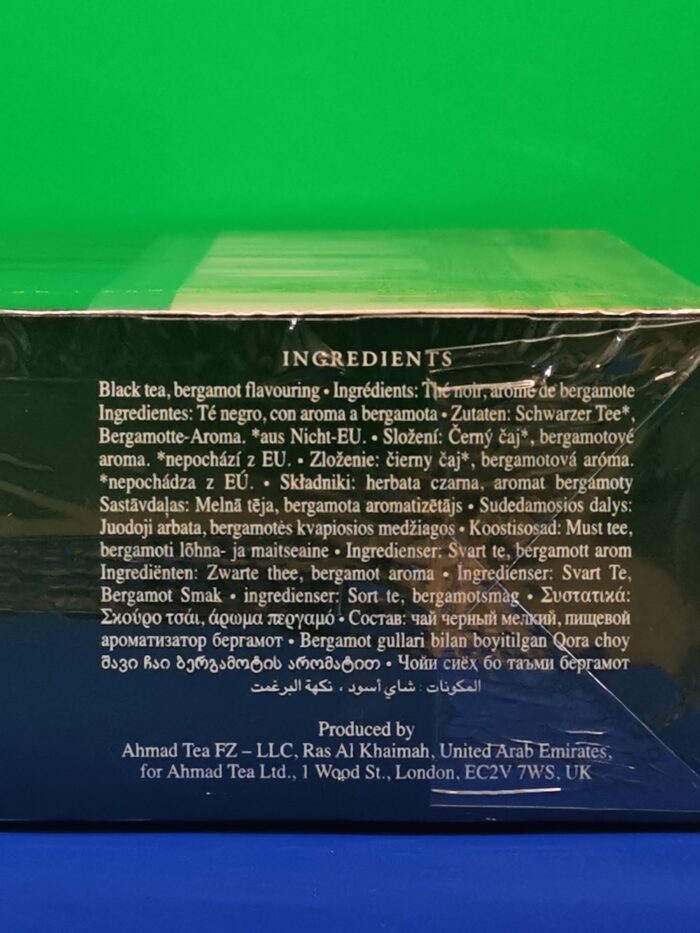 INGREDIENTS
Black tea, bergamot flavouring • Ingrédients: Thé noir, arôme de bergamote
Ingredientes: Té negro, con aroma a bergamota • Zutaten: Schwarzer Tee*,
Bergamotte-Aroma. *aus Nicht-EU. • Složení: Černý čaj*, bergamotové
aroma. *nepochází z EU. • Zloženie: čierny čaj*, bergamotová aróma.
*nepochádza z EÚ. • Składniki: herbata czarna, aromat bergamoty
Sastāvdaļas: Melnā tēja, bergamota aromatizētājs • Sudedamosios dalys:
Juodoji arbata, bergamotės kvapiosios medžiagos • Koostisosad: Must tee,
bergamoti lõhna- ja maitseaine • Ingredienser: Svart te, bergamott arom
Ingrediënten: Zwarte thee, bergamot aroma • Ingredienser: Svart Te,
Bergamot Smak • ingredienser: Sort te, bergamotsmag • Συστατικά:
Σκούρο τσάι, άρωμα περγαμό • Состав: чай черный мелкий, пищевой
ароматизатор бергамот • Bergamot gullari bilan boyitilgan Qora choy
შავი ჩაი ბერგამოტის არომატით • Чойи сиёҳ бо таъми бергамот
المكونات : شاي أسود ، نكهة البرغمت
Produced by
Ahmad Tea FZ – LLC, Ras Al Khaimah, United Arab Emirates,
for Ahmad Tea Ltd., 1 Wood St., London, EC2V 7WS, UK